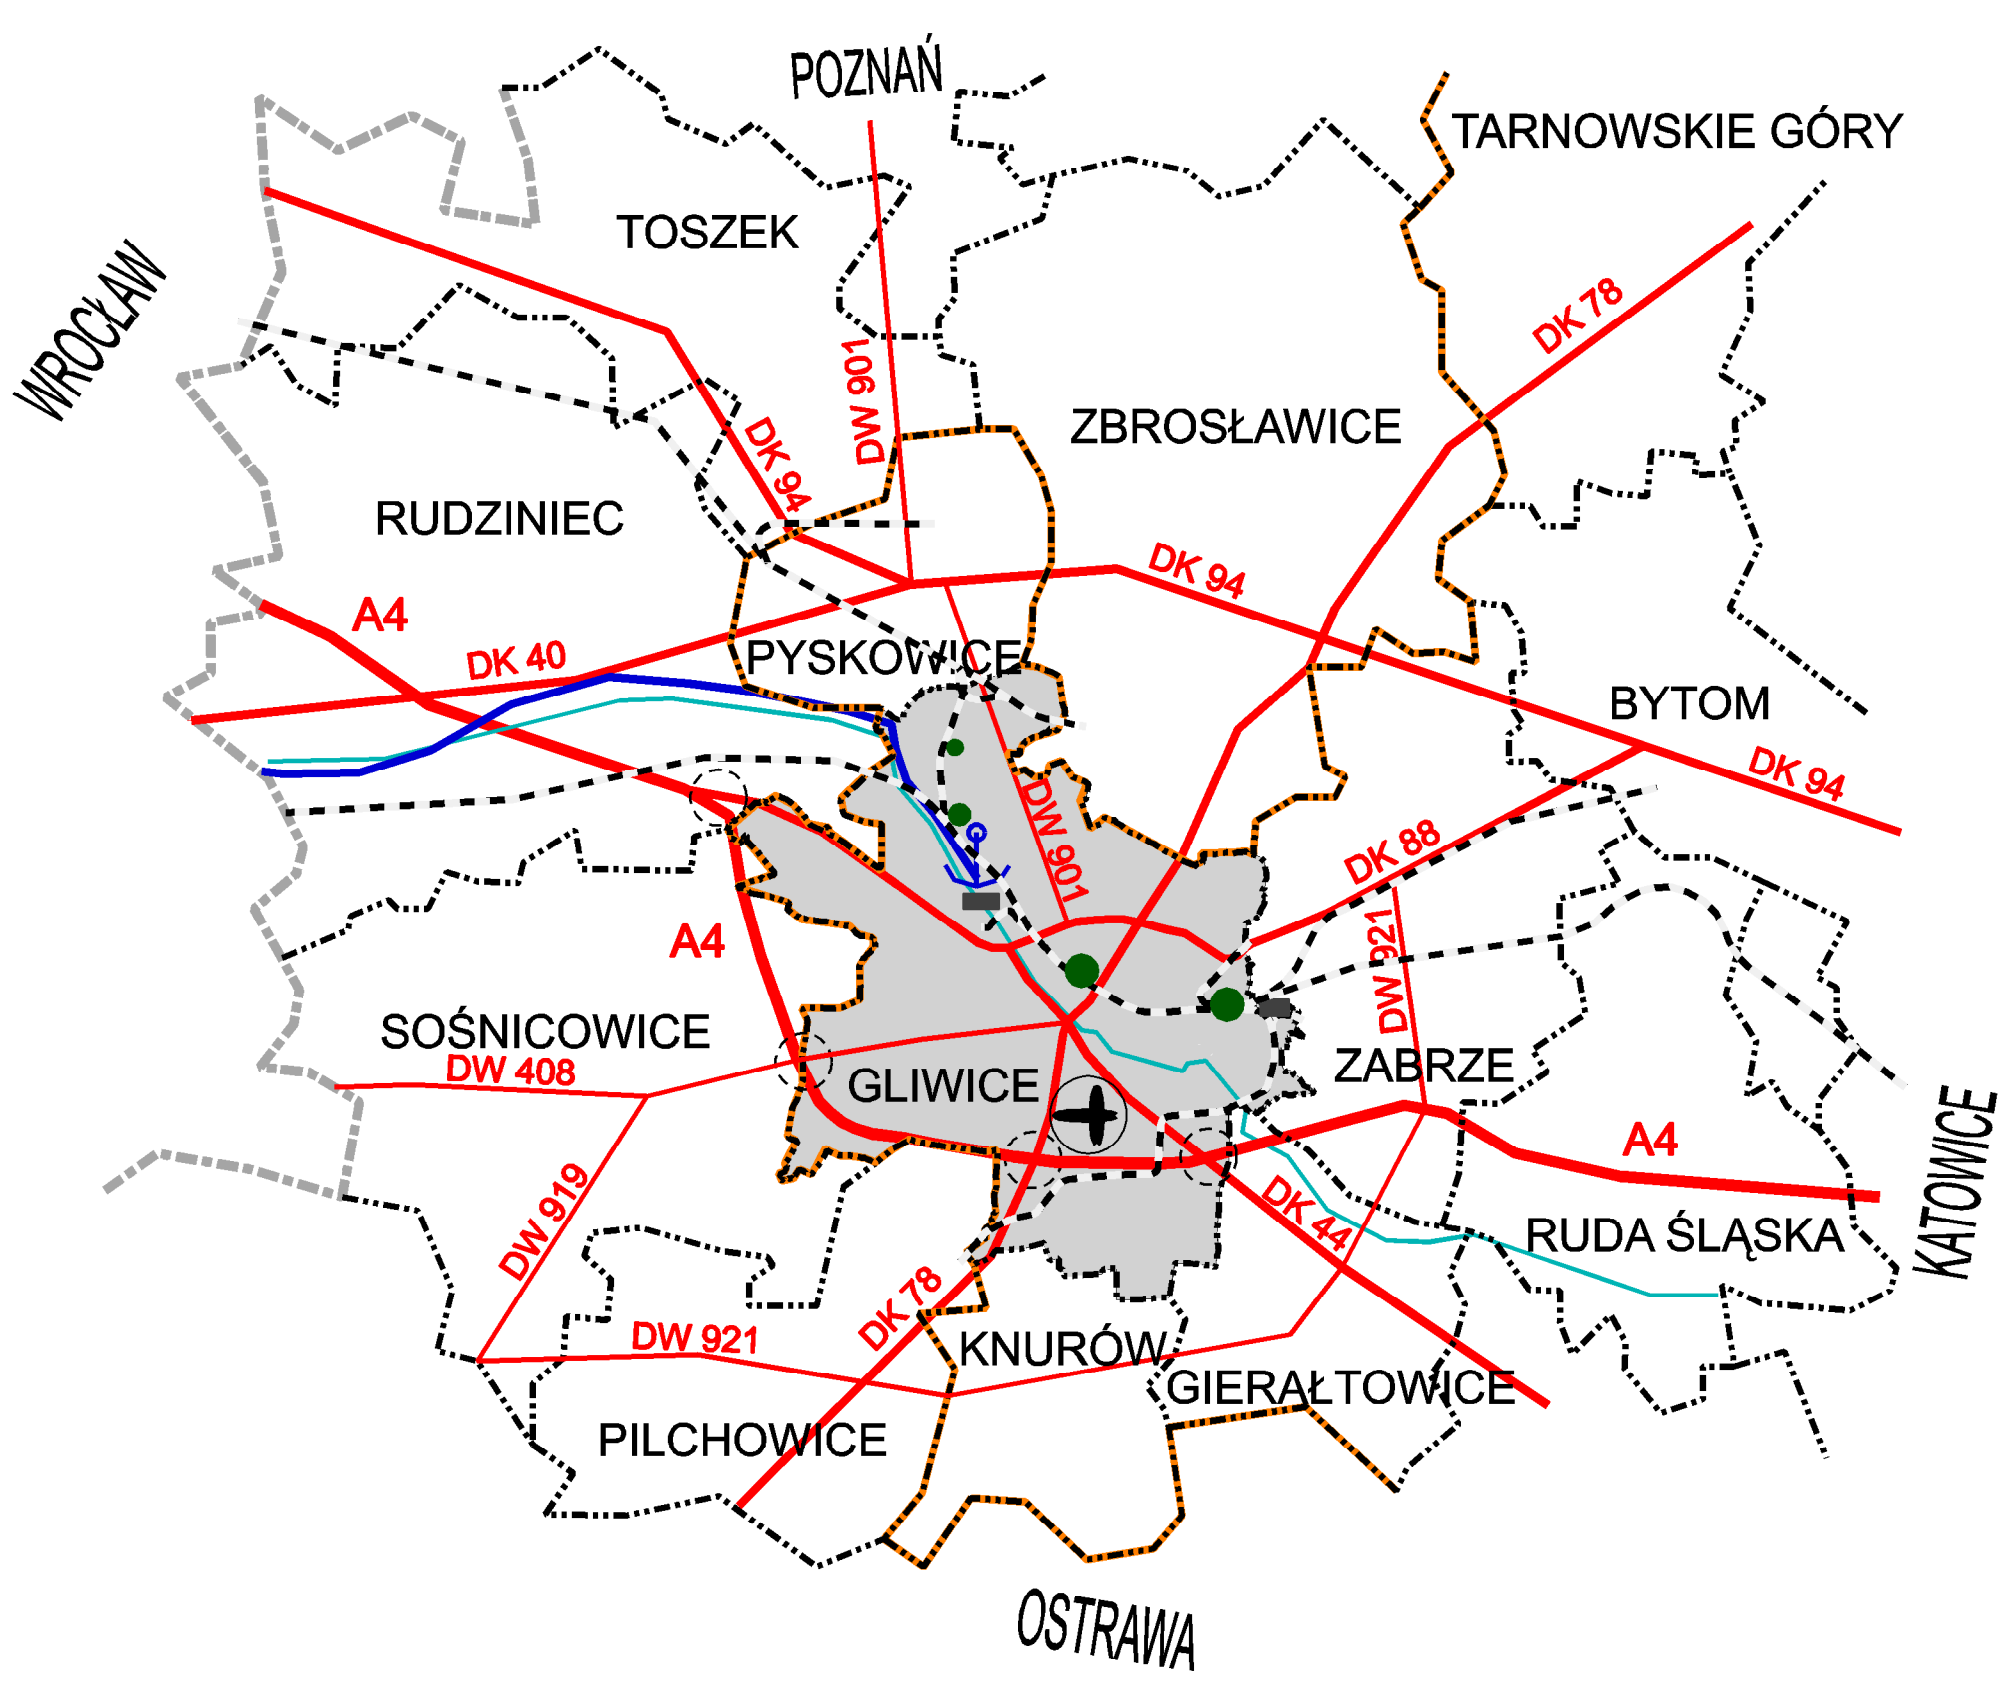 POZNAŃ
TARNOWSKIE GÓRY
TOSZEK
WROCŁAW
DK 78
DW 901
ZBROSŁAWICE
DK 94
RUDZINIEC
DK 94
A4
DK 40
PYSKOWICE
BYTOM
DK 94
DW 901
DK 88
A4
DW 921
SOŚNICOWICE
DW 408
GLIWICE
ZABRZE
A4
KATOWICE
DW 919
DK 44
RUDA ŚLĄSKA
DK 78
DW 921
KNURÓW
GIERAŁTOWICE
PILCHOWICE
OSTRAWA